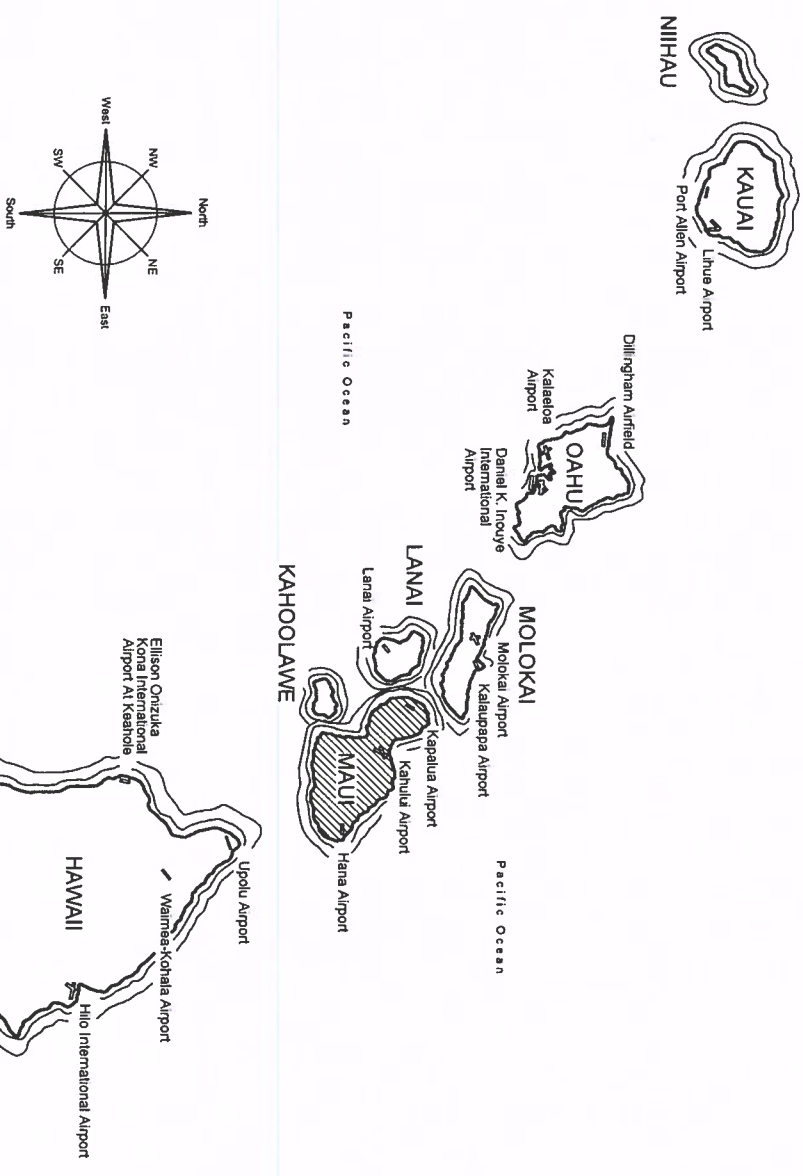 NIIHAU
KAUAI
Lihue Airport
Port Allen Airport
Dillingham Airfield
OAHU
Kalaeloa
Airport
Daniel K. Inouye
International
Airport
MOLOKAI
Molokai Airport
Kalaupapa Airport
LANAI
Lanai Airport
Kapalua Airport
Kahului Airport
MAUI
Hana Airport
KAHOOLAWE
Pacific Ocean
Pacific Ocean
Upolu Airport
Waimea-Kohala Airport
Ellison Onizuka
Kona International
Airport At Keahole
HAWAII
Hilo International Airport
North
NW
NE
West
East
SW
SE
South